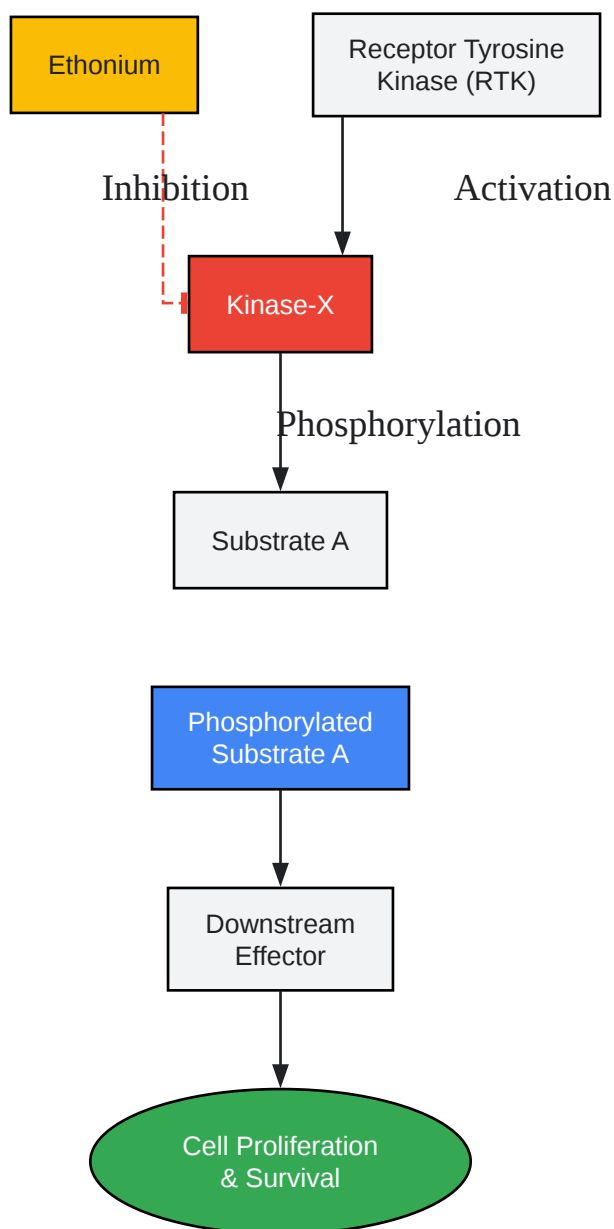 Ethonium
Receptor Tyrosine
Kinase (RTK)
Inhibition
Activation
Kinase-X
Phosphorylation
Substrate A
Phosphorylated
Substrate A
Downstream
Effector
Cell Proliferation
& Survival